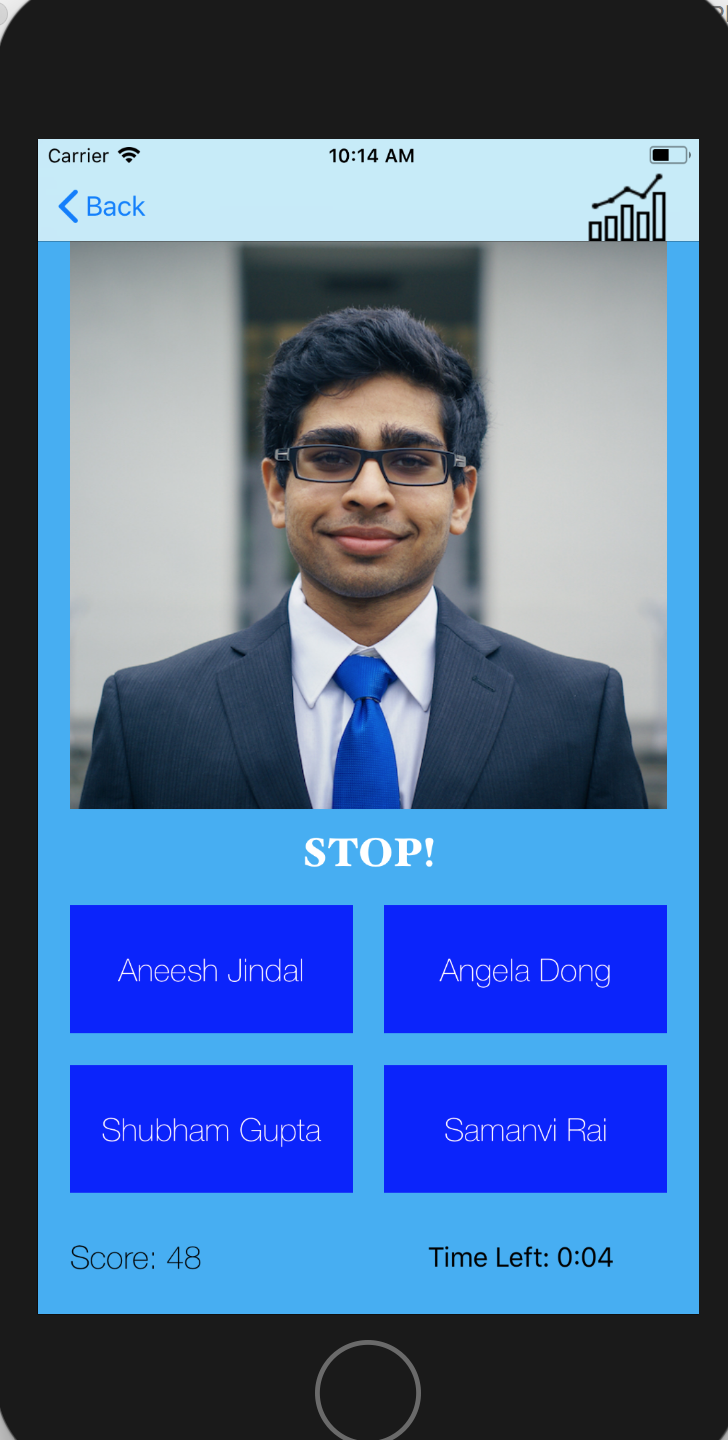 Carrier 10:14 AM
Back
STOP!
Aneesh Jindal Angela Dong
Shubham Gupta Samanvi Rai
Score: 48 Time Left: 0:04